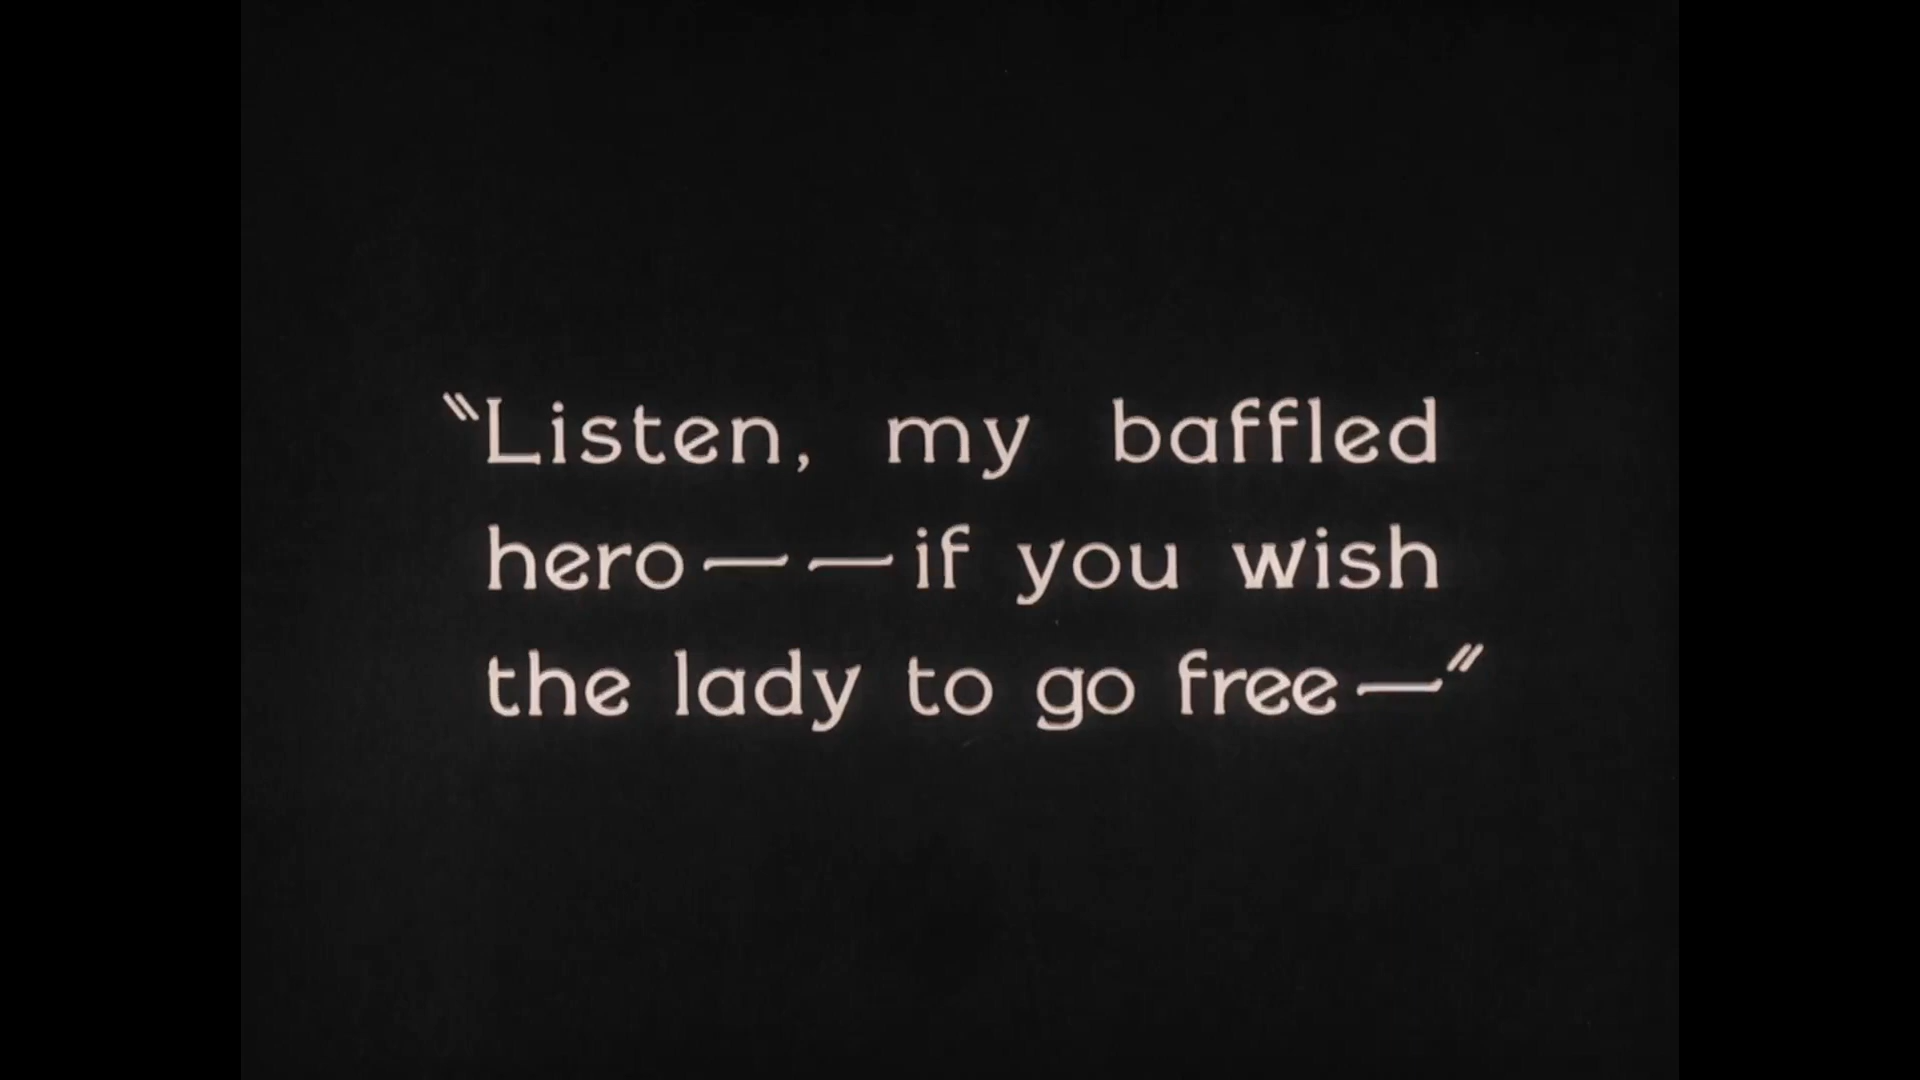 "Listen, my baffled
hero——if you wish
the lady to go free—"